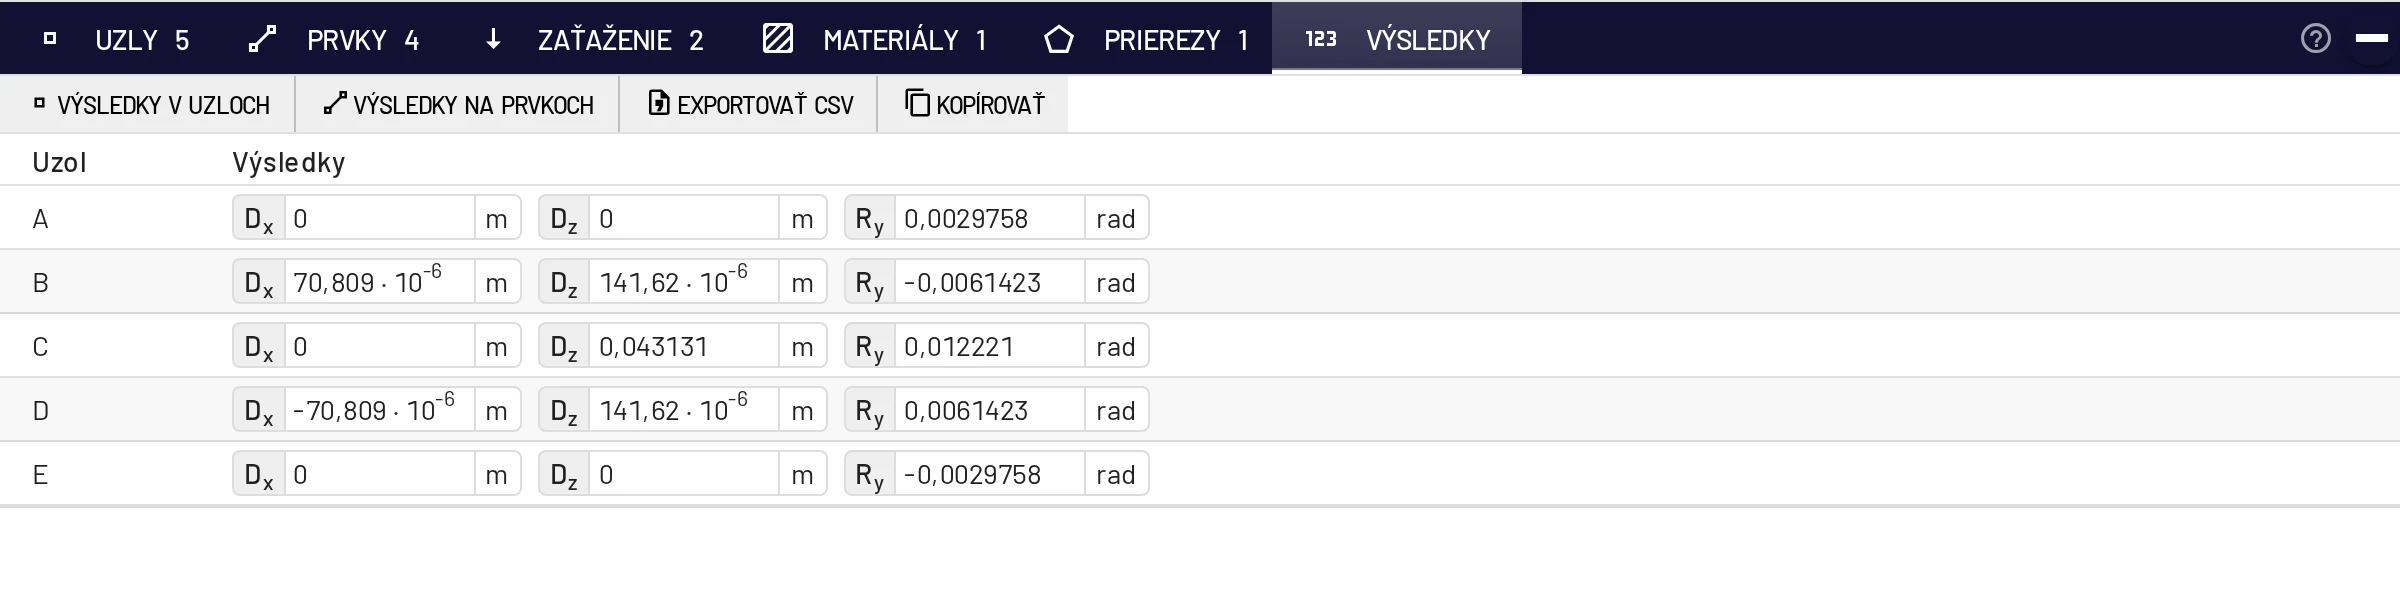 UZLY 5 PRVKY 4 ZAŤAŽENIE 2 MATERIÁLY 1 PRIEREZY 1 123 VÝSLEDKY ?
VÝSLEDKY V UZLOCH VÝSLEDKY NA PRVKOCH EXPORTOVAŤ CSV KOPÍROVAŤ
Uzol Výsledky
A Dx 0 m Dz 0 m Ry 0,0029758 rad
B Dx 70,809 · 10⁻⁶ m Dz 141,62 · 10⁻⁶ m Ry -0,0061423 rad
C Dx 0 m Dz 0,043131 m Ry 0,012221 rad
D Dx -70,809 · 10⁻⁶ m Dz 141,62 · 10⁻⁶ m Ry 0,0061423 rad
E Dx 0 m Dz 0 m Ry -0,0029758 rad